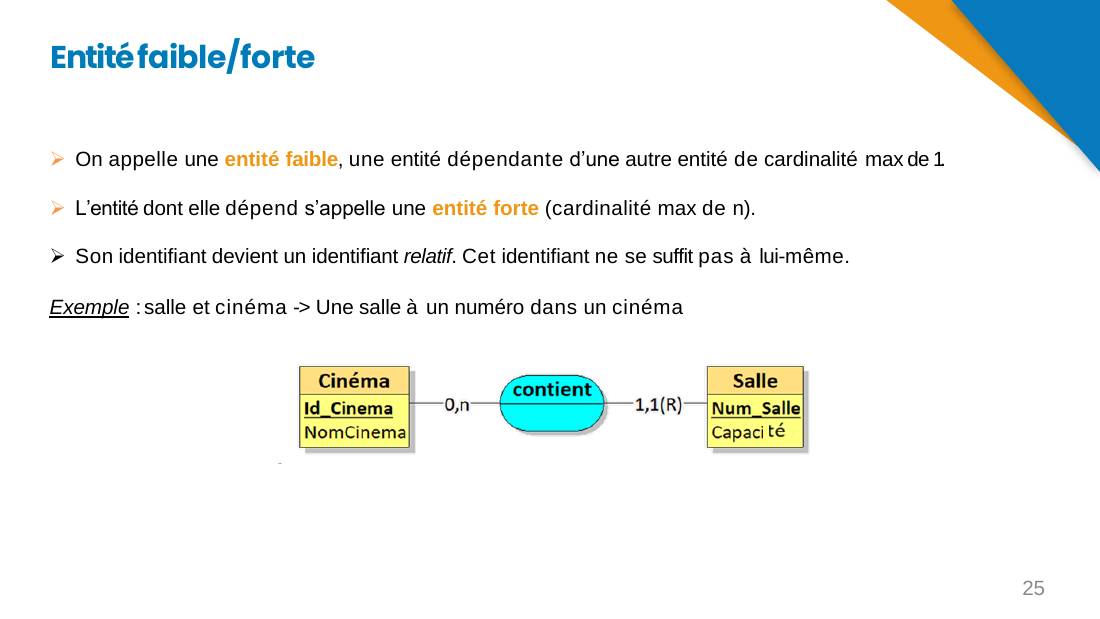 Entité faible/forte
➢ On appelle une entité faible, une entité dépendante d’une autre entité de cardinalité max de 1
➢ L’entité dont elle dépend s’appelle une entité forte (cardinalité max de n).
➢ Son identifiant devient un identifiant relatif. Cet identifiant ne se suffit pas à lui-même.
Exemple : salle et cinéma -> Une salle à un numéro dans un cinéma
Cinéma
Id_Cinema
NomCinema
0,n
contient
1,1(R)
Salle
Num_Salle
Capacité
25